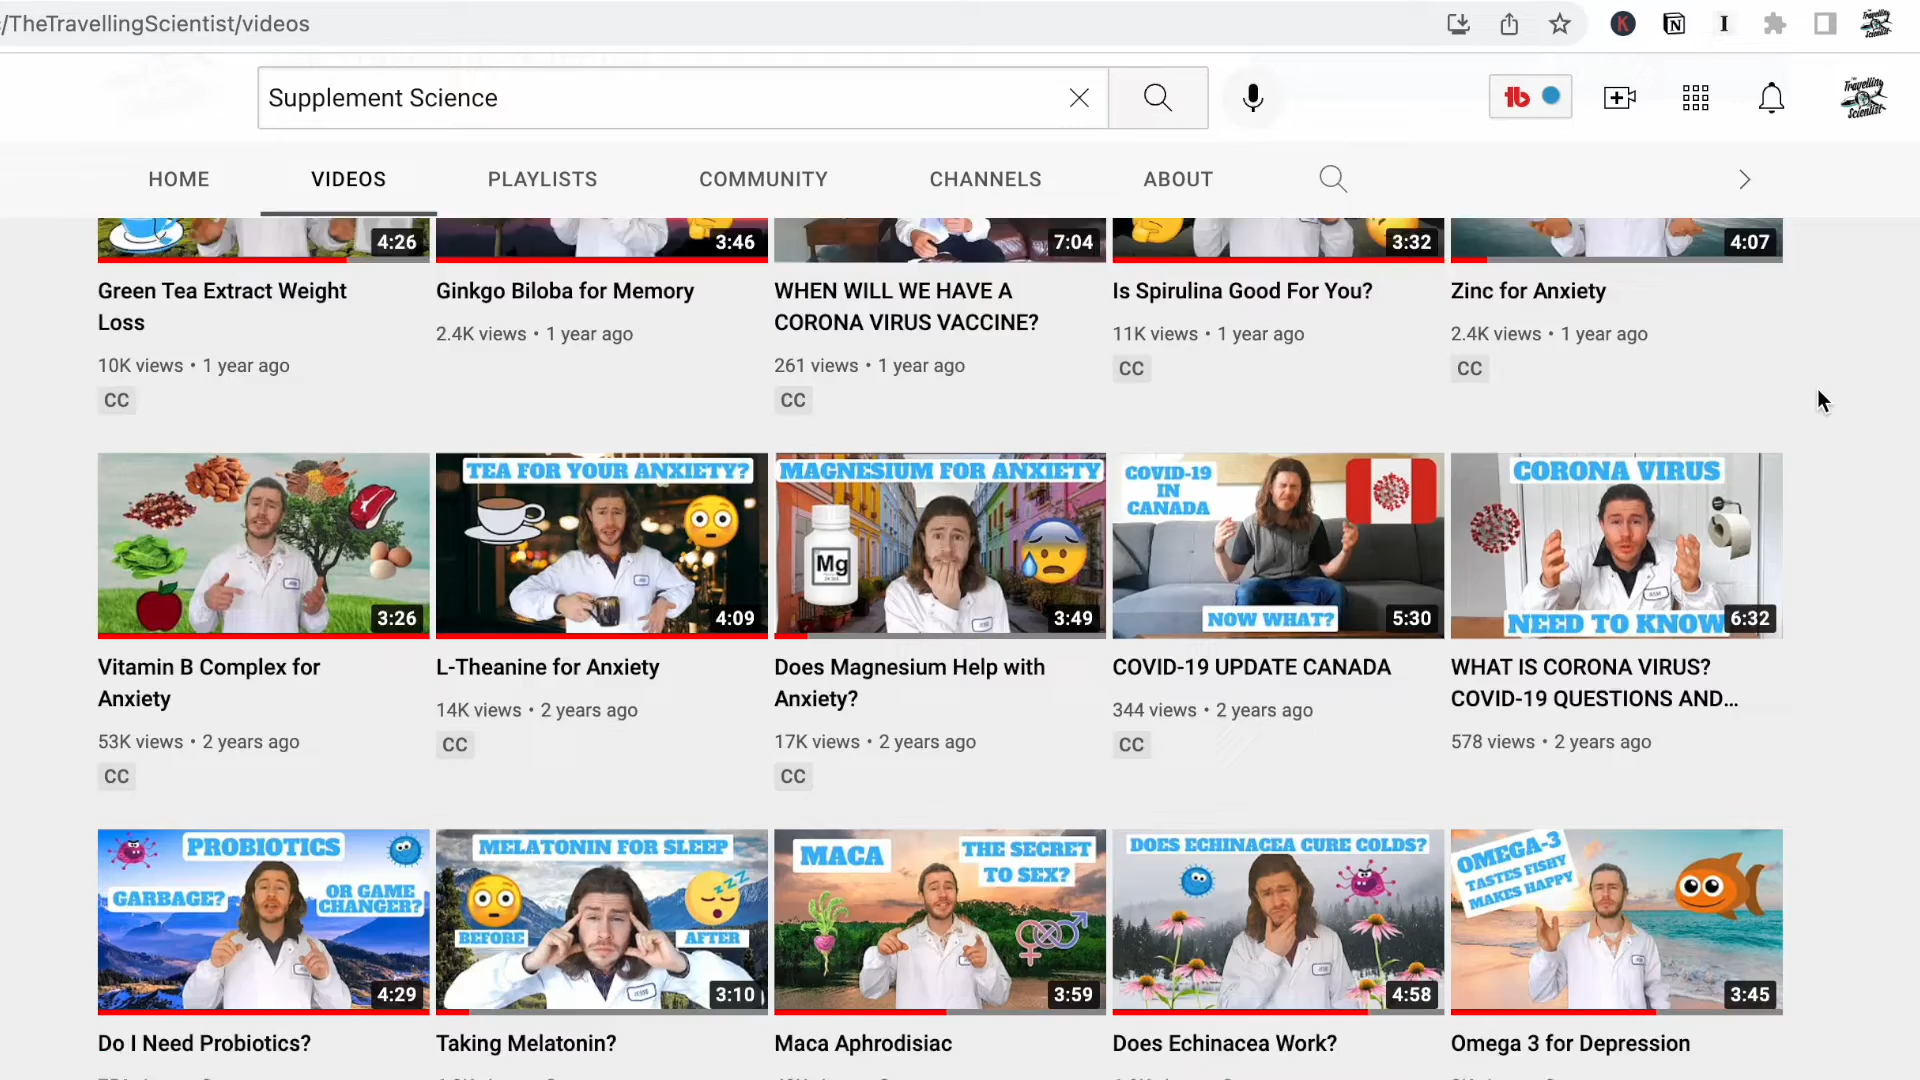 /TheTravellingScientist/videos
Supplement Science
HOME VIDEOS PLAYLISTS COMMUNITY CHANNELS ABOUT
4:26 3:46 7:04 3:32 4:07
Green Tea Extract Weight
Loss
10K views • 1 year ago
CC
Ginkgo Biloba for Memory
2.4K views • 1 year ago
WHEN WILL WE HAVE A
CORONA VIRUS VACCINE?
261 views • 1 year ago
CC
Is Spirulina Good For You?
11K views • 1 year ago
CC
Zinc for Anxiety
2.4K views • 1 year ago
CC
3:26
Vitamin B Complex for
Anxiety
53K views • 2 years ago
CC
TEA FOR YOUR ANXIETY?
4:09
L-Theanine for Anxiety
14K views • 2 years ago
CC
MAGNESIUM FOR ANXIETY
Mg
3:49
Does Magnesium Help with
Anxiety?
17K views • 2 years ago
CC
COVID-19
IN
CANADA
NOW WHAT?
5:30
COVID-19 UPDATE CANADA
344 views • 2 years ago
CC
CORONA VIRUS
NEED TO KNOW
6:32
WHAT IS CORONA VIRUS?
COVID-19 QUESTIONS AND...
578 views • 2 years ago
PROBIOTICS
GARBAGE?
OR GAME
CHANGER?
4:29
Do I Need Probiotics?
MELATONIN FOR SLEEP
BEFORE
AFTER
JESSE
3:10
Taking Melatonin?
MACA
THE SECRET
TO SEX?
3:59
Maca Aphrodisiac
DOES ECHINACEA CURE COLDS?
4:58
Does Echinacea Work?
OMEGA-3
TASTES FISHY
MAKES HAPPY
3:45
Omega 3 for Depression